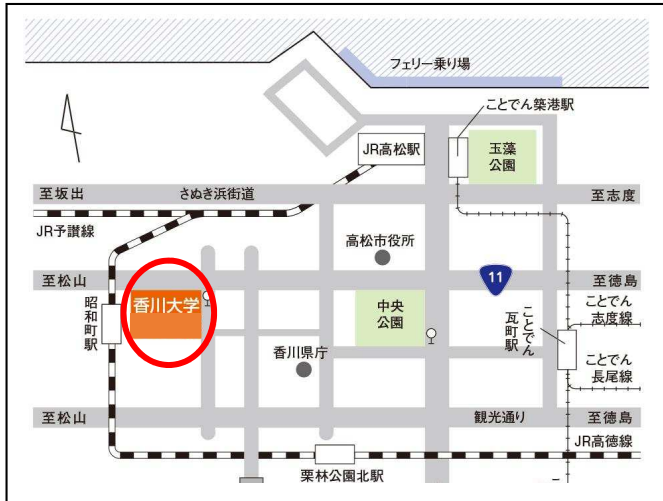 フェリー乗り場
ことでん築港駅
JR高松駅
玉藻
公園
至坂出
さぬき浜街道
至志度
JR予讃線
高松市役所
至松山
11
至徳島
香川大学
昭和町駅
中央
公園
ことでん
瓦町駅
ことでん
志度線
香川県庁
ことでん
長尾線
至松山
観光通り
至徳島
JR高徳線
栗林公園北駅